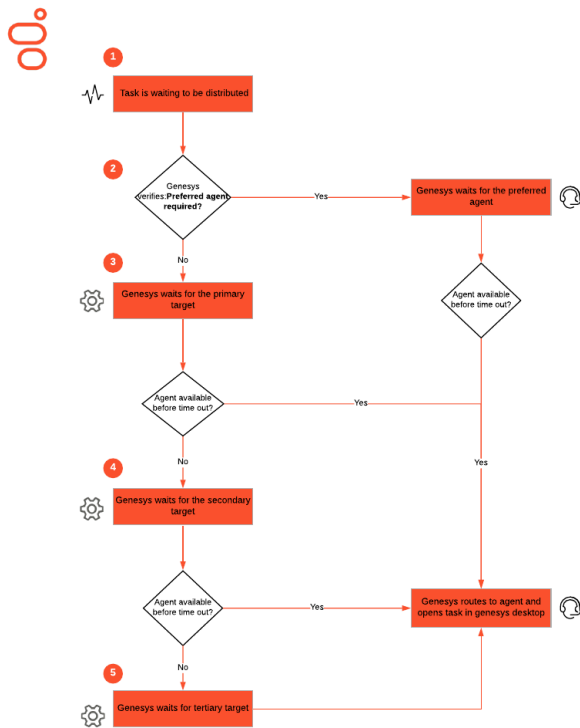 1
Task is waiting to be distributed
2
Genesys
verifies:Preferred agent
required?
Yes
Genesys waits for the preferred
agent
No
3
Genesys waits for the primary
target
Agent available
before time out?
Agent available
before time out?
Yes
No
Yes
4
Genesys waits for the secondary
target
Agent available
before time out?
Yes
Genesys routes to agent and
opens task in genesys desktop
No
5
Genesys waits for tertiary target